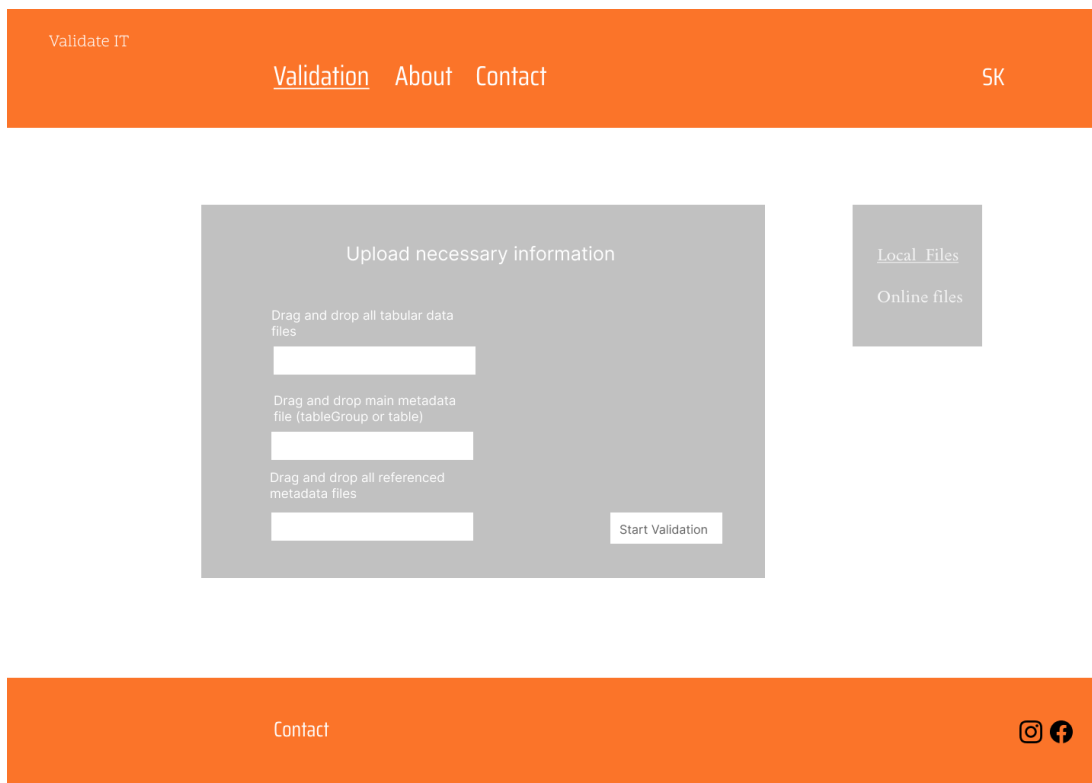 Validate IT
Validation About Contact
SK
Upload necessary information
Local Files
Online files
Drag and drop all tabular data
files
Drag and drop main metadata
file (tableGroup or table)
Drag and drop all referenced
metadata files
Start Validation
Contact